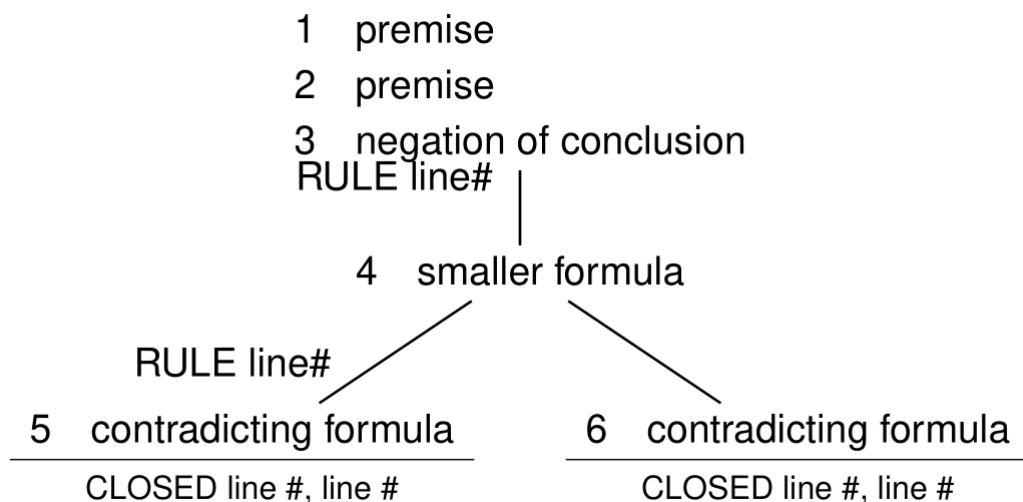 1 premise
2 premise
3 negation of conclusion
RULE line#
4 smaller formula
RULE line#
5 contradicting formula
6 contradicting formula
CLOSED line #, line #
CLOSED line #, line #